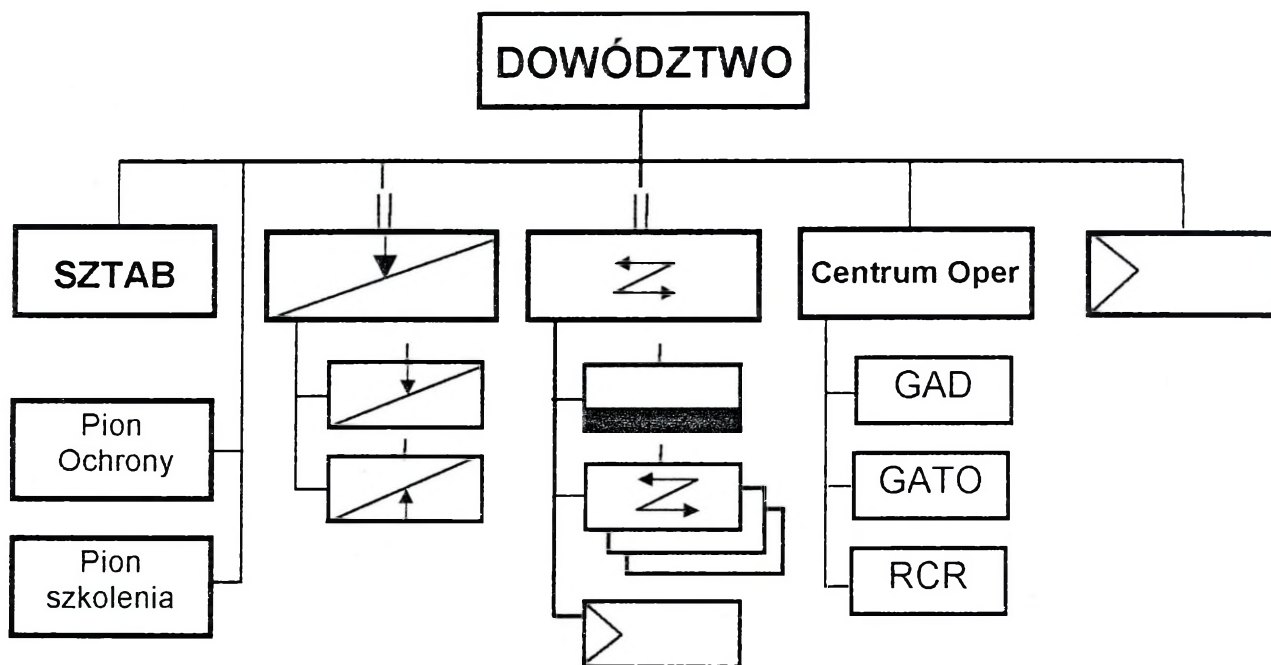 DOWÓDZTWO
SZTAB
Centrum Oper
Pion
Ochrony
Pion
szkolenia
GAD
GATO
RCR